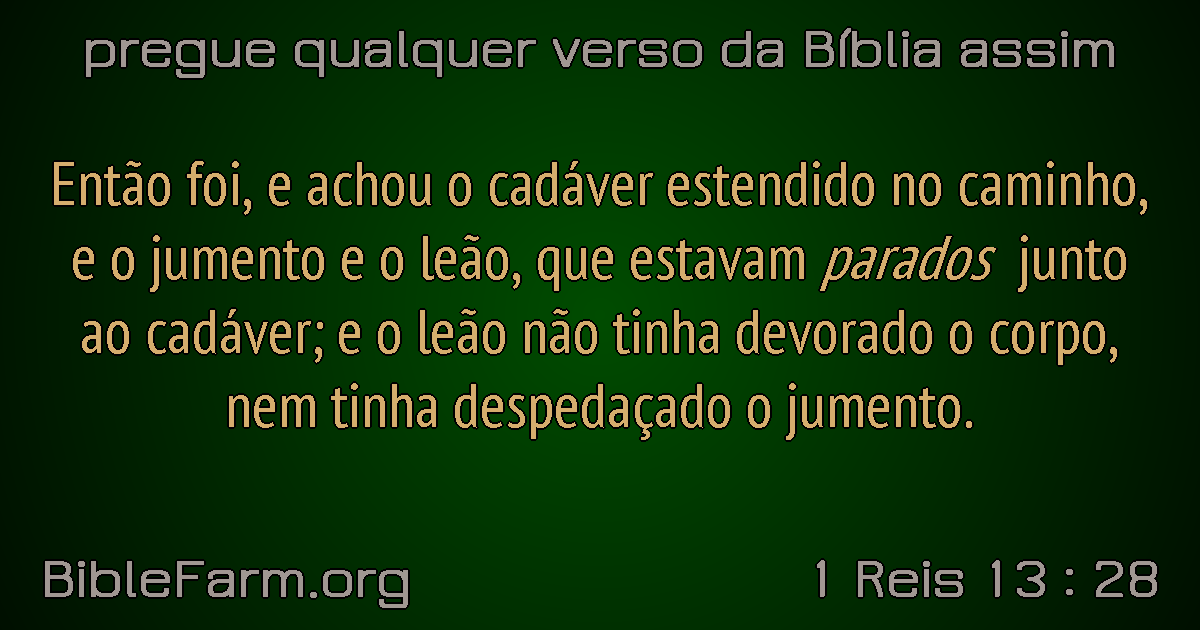 pregue qualquer verso da Bíblia assim
Então foi, e achou o cadáver estendido no caminho,
e o jumento e o leão, que estavam parados junto
ao cadáver; e o leão não tinha devorado o corpo,
nem tinha despedaçado o jumento.
BibleFarm.org
1 Reis 13 : 28